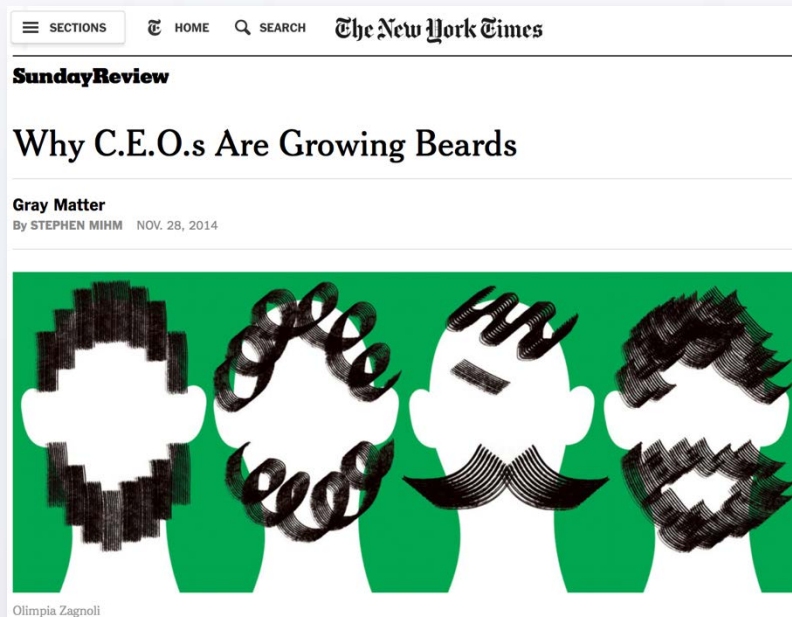 SECTIONS HOME SEARCH The New York Times
SundayReview
Why C.E.O.s Are Growing Beards
Gray Matter
By STEPHEN MIHM NOV. 28, 2014
Olimpia Zagnoli